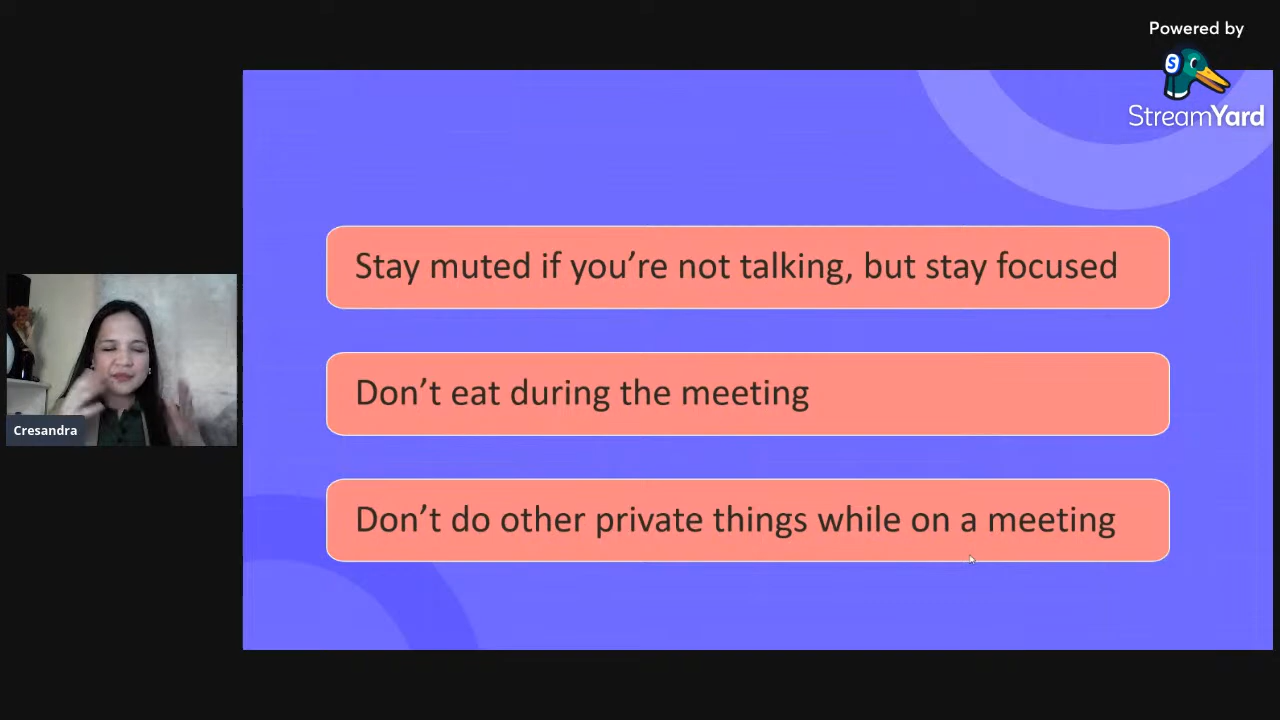 Powered by
StreamYard
Stay muted if you’re not talking, but stay focused
Don’t eat during the meeting
Don’t do other private things while on a meeting
Cresandra